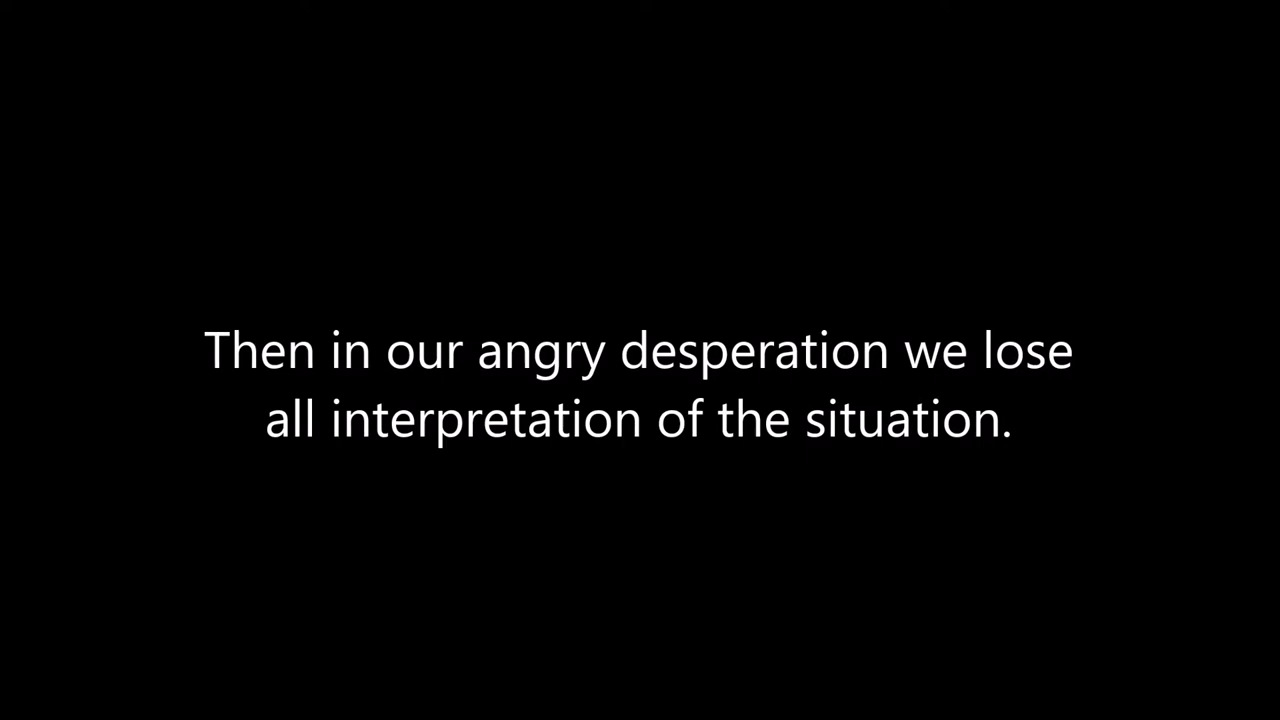 Then in our angry desperation we lose
all interpretation of the situation.